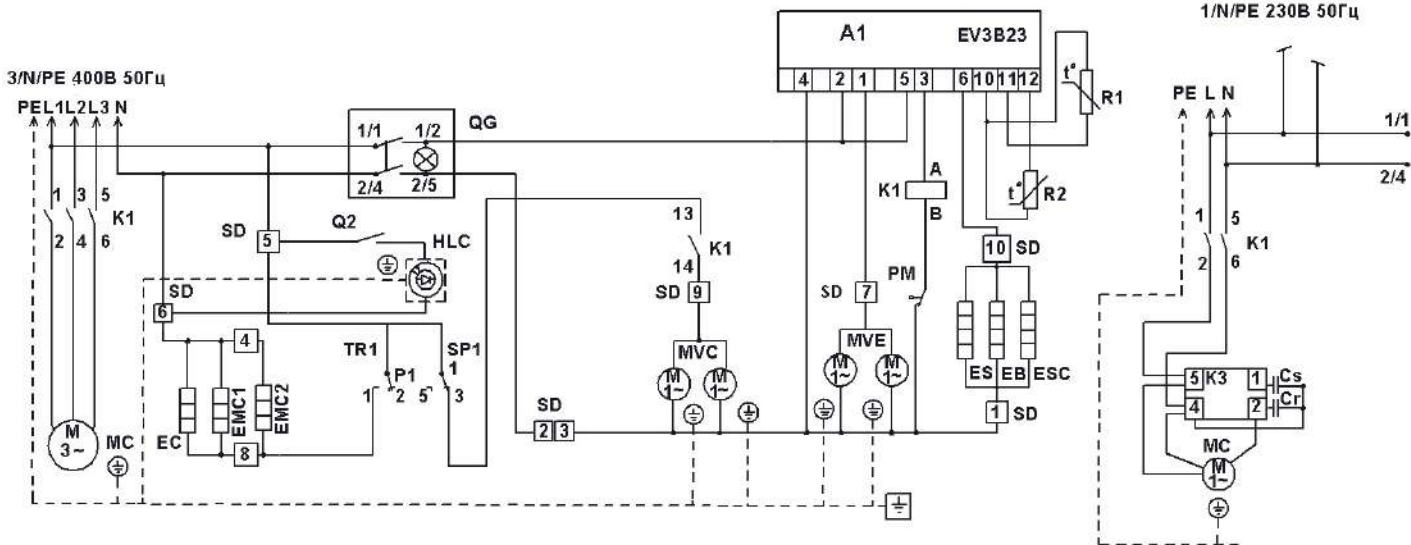 1/N/PE 230В 50Гц
A1 EV3B23
3/N/PE 400В 50Гц
4 2 1 5 3 6 10 11 12
t° R1
PE L1 L2 L3 N
PE L N
QG
1/1 1/2
1/1
2/4 2/5
2/4
A
K1
B
t° R2
1 3 5
K1
2 4 6
13
K1
14
1 5
K1
2 6
SD 5
Q2
HLC
10 SD
PM
SD
6
SD 9
SD 7
4
TR1
SP1
1
MVC
MVE
P1
1 2 5 3
M 1~
M 1~
M 1~
M 1~
ES EB ESC
5 K3 1 Cs
4 2 Cr
EC
EMC1
EMC2
8
SD
2 3
1 SD
M 3~
MC
MC
M 1~